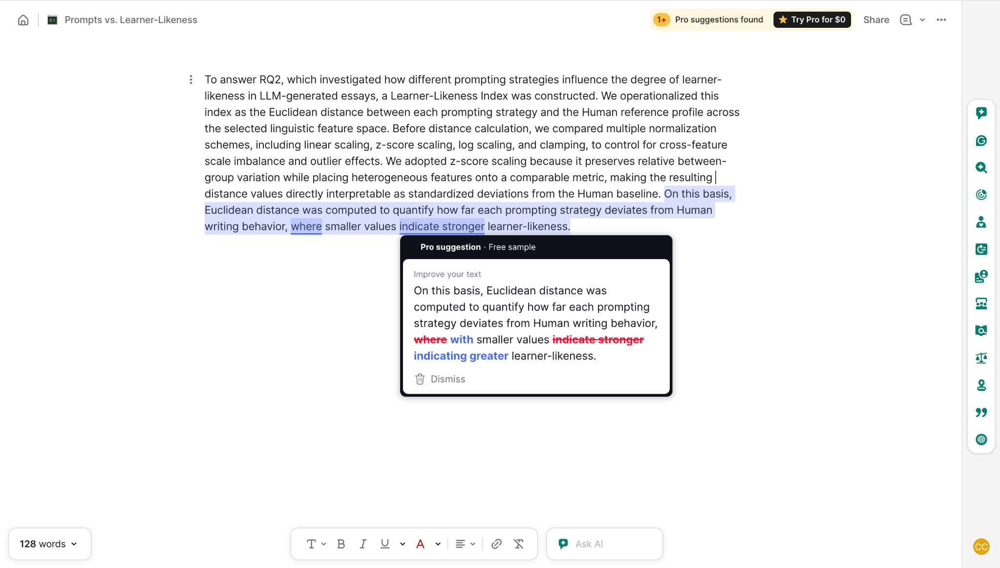 Prompts vs. Learner-Likeness
1+ Pro suggestions found
Try Pro for $0
Share
To answer RQ2, which investigated how different prompting strategies influence the degree of learner-
likeness in LLM-generated essays, a Learner-Likeness Index was constructed. We operationalized this
index as the Euclidean distance between each prompting strategy and the Human reference profile across
the selected linguistic feature space. Before distance calculation, we compared multiple normalization
schemes, including linear scaling, z-score scaling, log scaling, and clamping, to control for cross-feature
scale imbalance and outlier effects. We adopted z-score scaling because it preserves relative between-
group variation while placing heterogeneous features onto a comparable metric, making the resulting
distance values directly interpretable as standardized deviations from the Human baseline. On this basis,
Euclidean distance was computed to quantify how far each prompting strategy deviates from Human
writing behavior, where smaller values indicate stronger learner-likeness.
Pro suggestion · Free sample
Improve your text
On this basis, Euclidean distance was
computed to quantify how far each prompting
strategy deviates from Human writing behavior,
where with smaller values indicate stronger
indicating greater learner-likeness.
Dismiss
128 words
T B I U A
Ask AI
CC